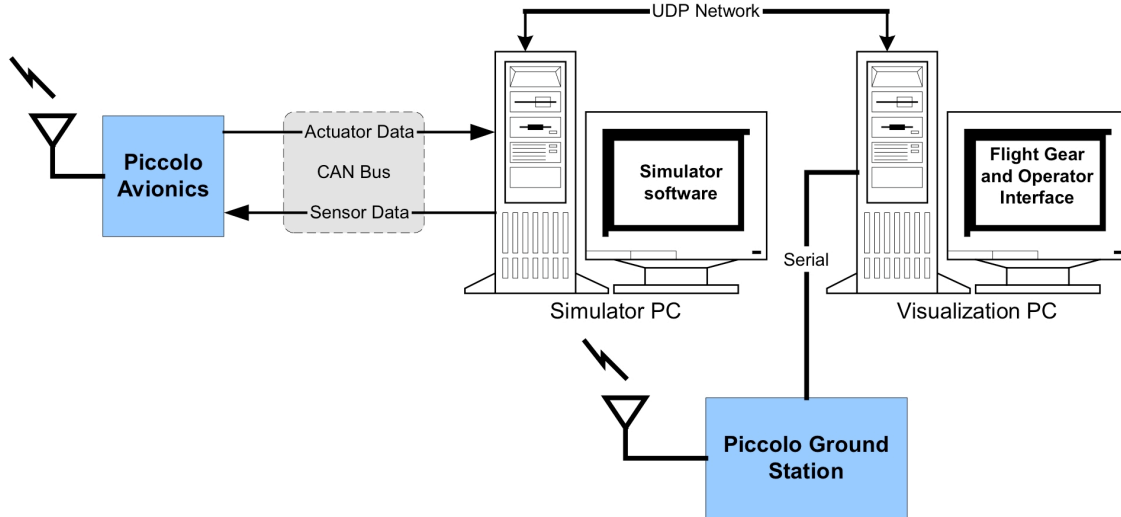 UDP Network
Actuator Data
Piccolo
Avionics
CAN Bus
Sensor Data
Simulator
software
Flight Gear
and Operator
Interface
Serial
Simulator PC
Visualization PC
Piccolo Ground
Station